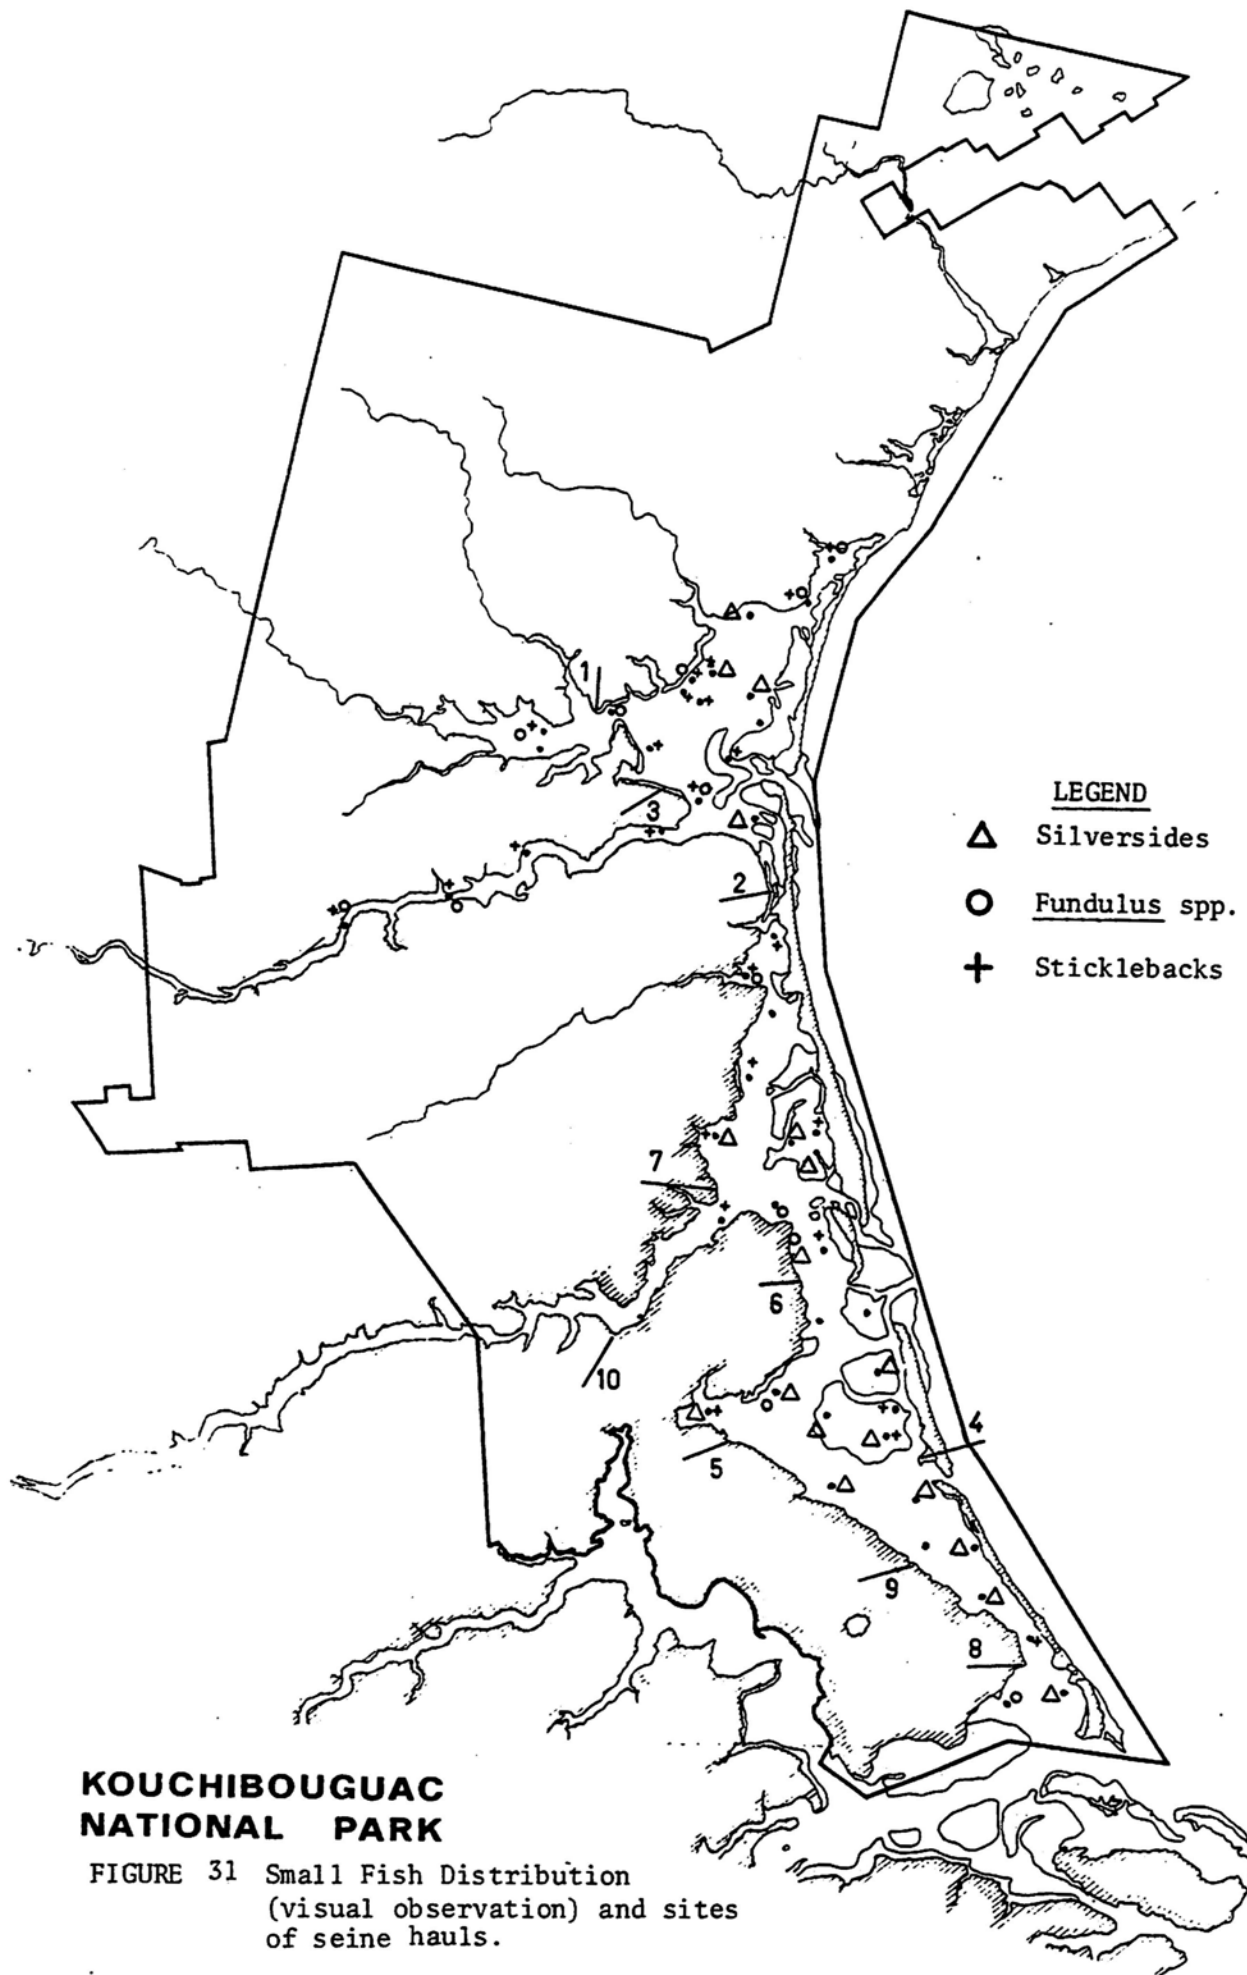 1
3
2
LEGEND
Silversides
Fundulus spp.
Sticklebacks
7
6
10
4
5
9
8
KOUCHIBOUGUAC
NATIONAL PARK
FIGURE 31 Small Fish Distribution
(visual observation) and sites
of seine hauls.